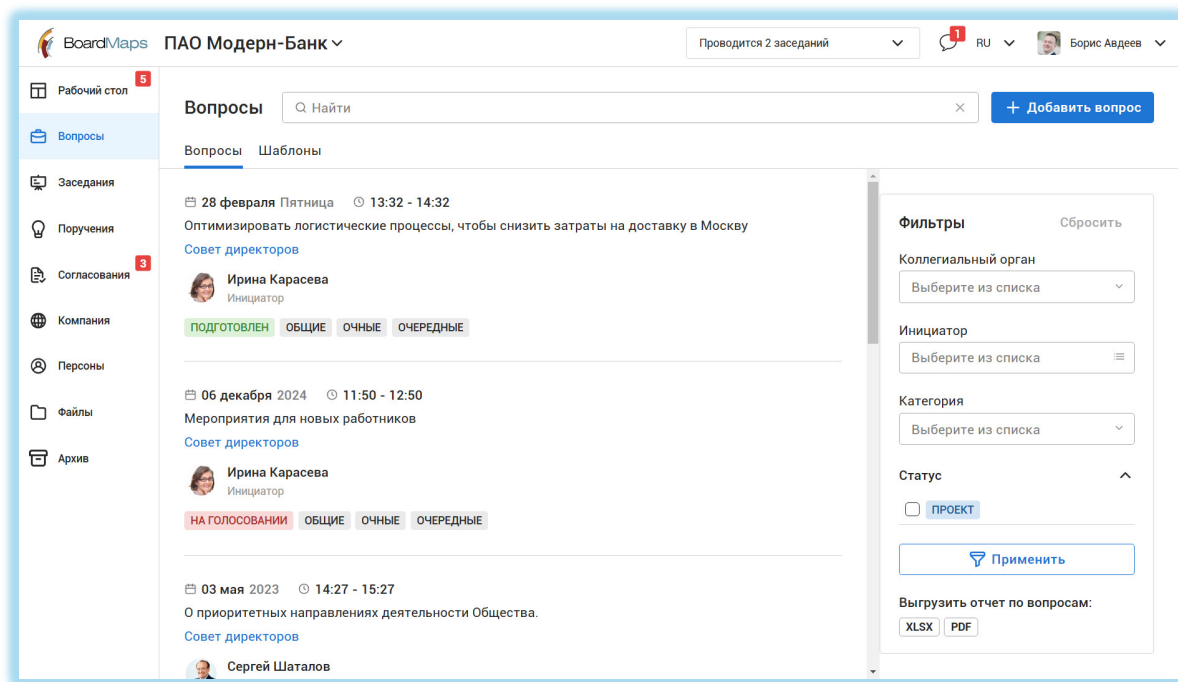 BoardMaps ПАО Модерн-Банк Проводится 2 заседаний 1 RU Борис Авдеев
Рабочий стол 5
Вопросы
Заседания
Поручения
Согласования 3
Компания
Персоны
Файлы
Архив
Вопросы Найти + Добавить вопрос
Вопросы Шаблоны
28 февраля Пятница 13:32 - 14:32
Оптимизировать логистические процессы, чтобы снизить затраты на доставку в Москву
Совет директоров
Ирина Карасева
Инициатор
ПОДГОТОВЛЕН ОБЩИЕ ОЧНЫЕ ОЧЕРЕДНЫЕ
06 декабря 2024 11:50 - 12:50
Мероприятия для новых работников
Совет директоров
Ирина Карасева
Инициатор
НА ГОЛОСОВАНИИ ОБЩИЕ ОЧНЫЕ ОЧЕРЕДНЫЕ
03 мая 2023 14:27 - 15:27
О приоритетных направлениях деятельности Общества.
Совет директоров
Сергей Шаталов
Фильтры Сбросить
Коллегиальный орган
Выберите из списка
Инициатор
Выберите из списка
Категория
Выберите из списка
Статус
ПРОЕКТ
Применить
Выгрузить отчет по вопросам:
XLSX PDF